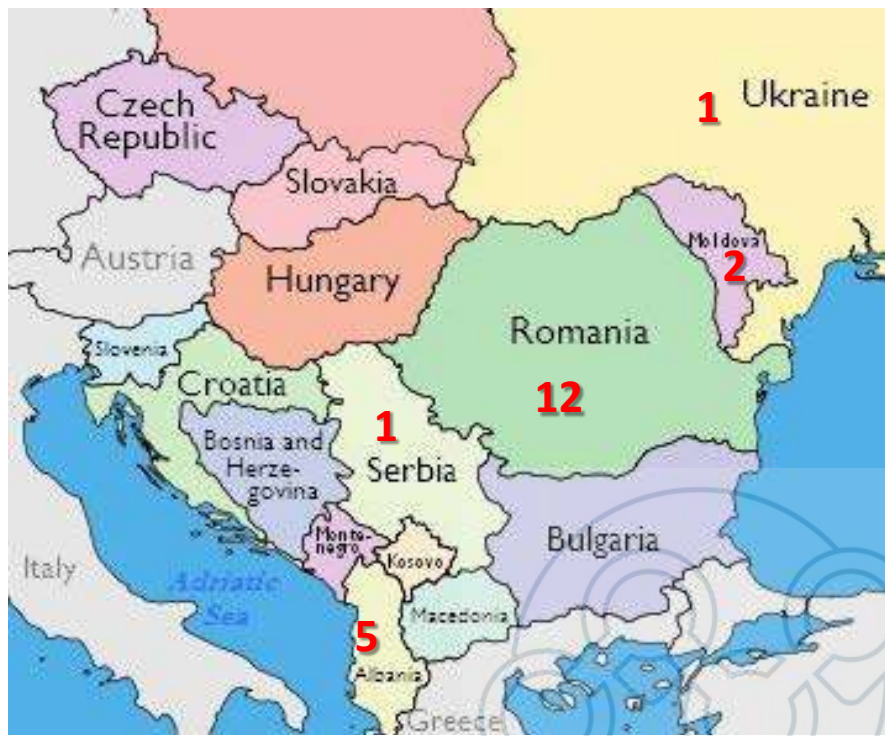 Czech
Republic
1
Ukraine
Slovakia
Moldova
2
Austria
Hungary
Romania
Slovenia
Croatia
12
1
Bosnia and
Herze-
govina
Serbia
Monte-
negro
Kosovo
Bulgaria
Italy
Adriatic
Sea
Macedonia
5
Albania
Greece